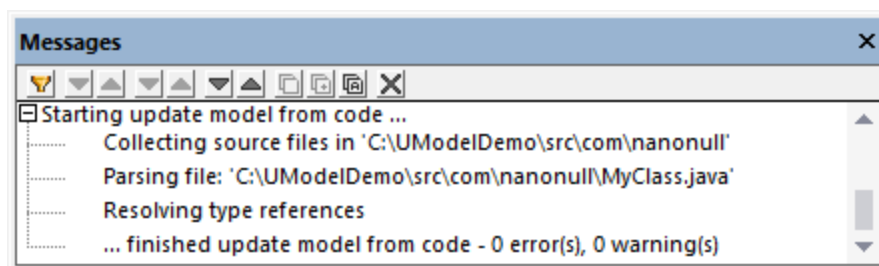 Messages
Starting update model from code ...
Collecting source files in 'C:\UModelDemo\src\com\nanonull'
Parsing file: 'C:\UModelDemo\src\com\nanonull\MyClass.java'
Resolving type references
... finished update model from code - 0 error(s), 0 warning(s)